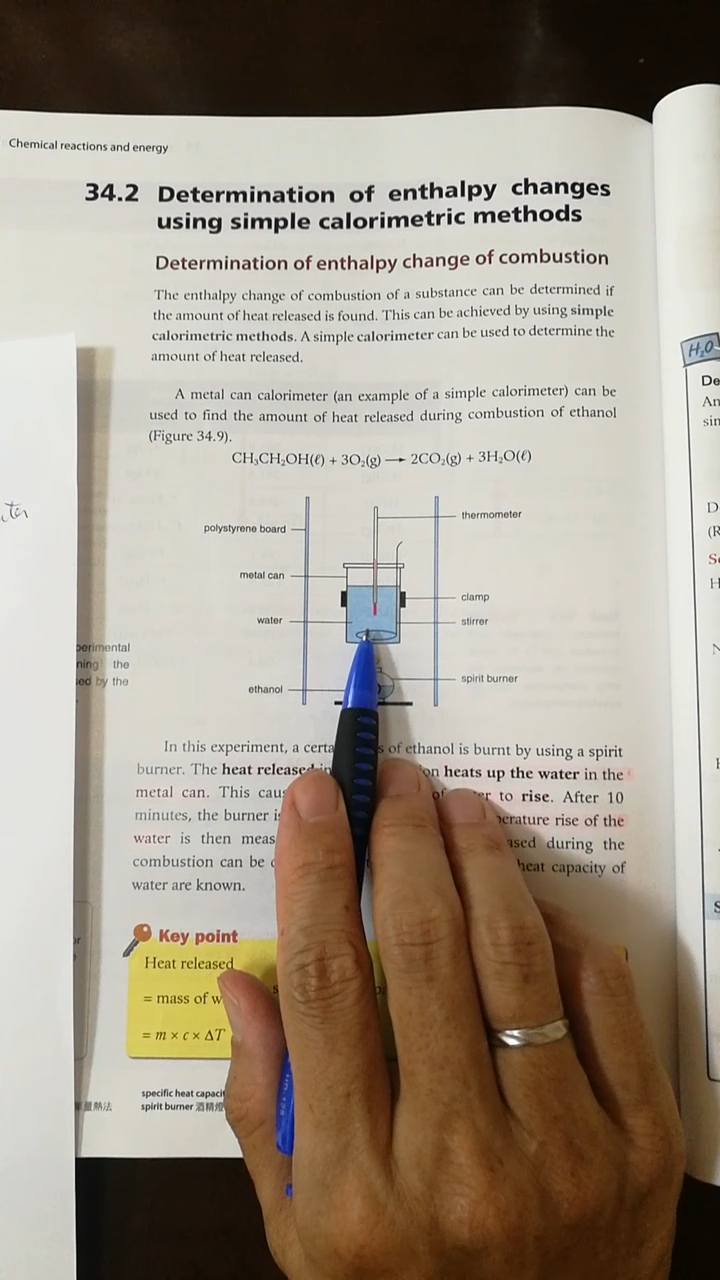 Chemical reactions and energy
34.2 Determination of enthalpy changes
using simple calorimetric methods
Determination of enthalpy change of combustion
The enthalpy change of combustion of a substance can be determined if
the amount of heat released is found. This can be achieved by using simple
calorimetric methods. A simple calorimeter can be used to determine the
amount of heat released.
A metal can calorimeter (an example of a simple calorimeter) can be
used to find the amount of heat released during combustion of ethanol
(Figure 34.9).
CH₃CH₂OH(ℓ) + 3O₂(g) ⟶ 2CO₂(g) + 3H₂O(ℓ)
polystyrene board
thermometer
metal can
clamp
water
stirrer
spirit burner
ethanol
perimental
ning the
sed by the
In this experiment, a certa s of ethanol is burnt by using a spirit
burner. The heat released on heats up the water in the
metal can. This cau of er to rise. After 10
minutes, the burner i perature rise of the
water is then meas ased during the
combustion can be heat capacity of
water are known.
Key point
Heat released
= mass of w
= m × c × ΔT
specific heat capaci
量熱法 spirit burner 酒精燈
H₂O
De
An
sin
D
(R
S
H